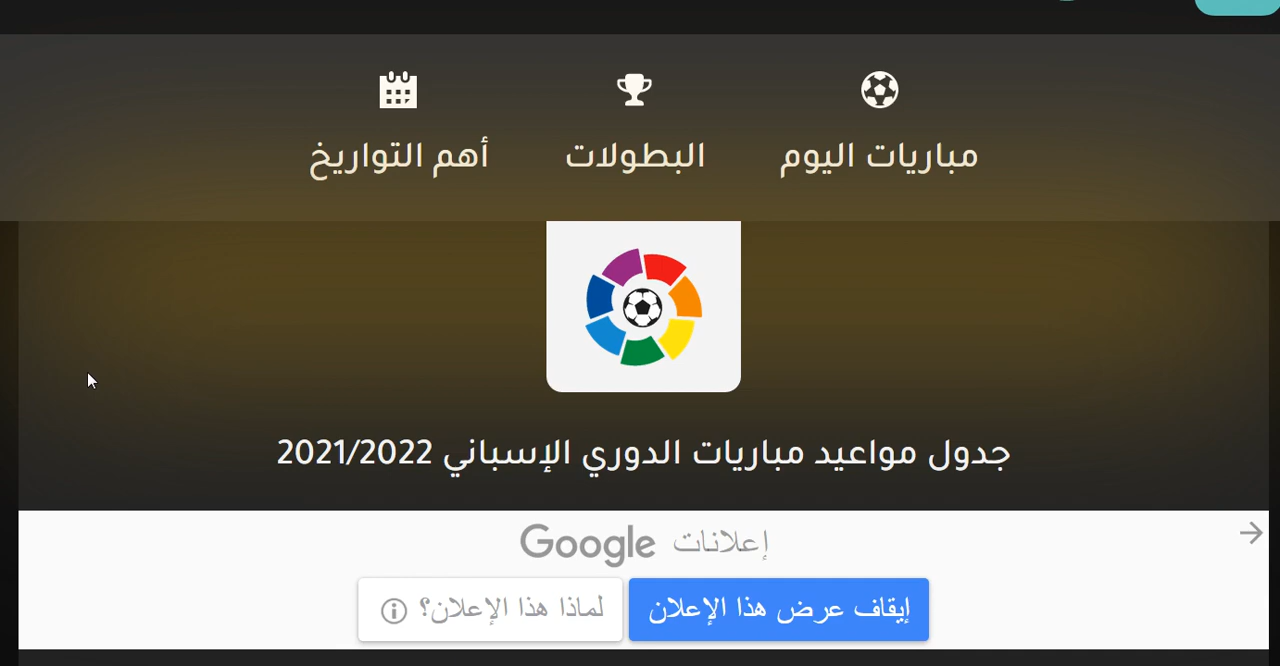 مباريات اليوم
البطولات
أهم التواريخ
جدول مواعيد مباريات الدوري الإسباني 2021/2022
إعلانات Google
إيقاف عرض هذا الإعلان
لماذا هذا الإعلان؟